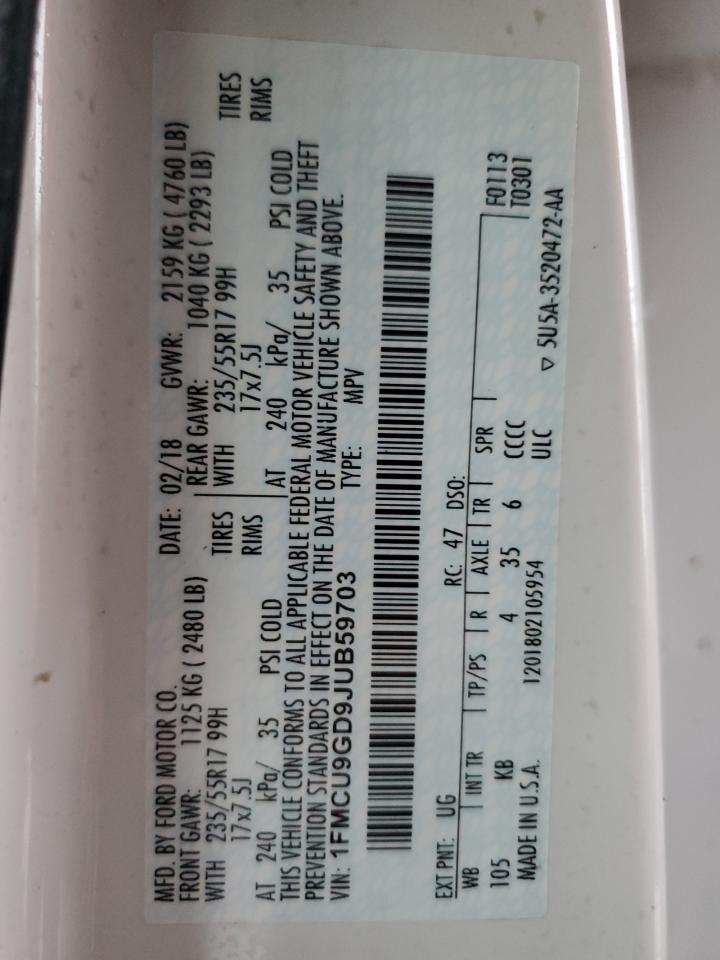 MFD. BY FORD MOTOR CO.
DATE: 02/18 GVWR: 2159 KG ( 4760 LB)
FRONT GAWR: 1125 KG ( 2480 LB) REAR GAWR: 1040 KG ( 2293 LB)
WITH 235/55R17 99H TIRES WITH 235/55R17 99H TIRES
17x7.5J RIMS 17x7.5J RIMS
AT 240 kPa/ 35 PSI COLD AT 240 kPa/ 35 PSI COLD
THIS VEHICLE CONFORMS TO ALL APPLICABLE FEDERAL MOTOR VEHICLE SAFETY AND THEFT
PREVENTION STANDARDS IN EFFECT ON THE DATE OF MANUFACTURE SHOWN ABOVE.
VIN: 1FMCU9GD9JUB59703 TYPE: MPV
EXT PNT: UG RC: 47 DSO:
WB INT TR TP/PS R AXLE TR SPR F0113
105 KB 4 35 6 CCCC T0301
MADE IN U.S.A. 1201802105954 ULC ▽ 5U5A-3520472-AA